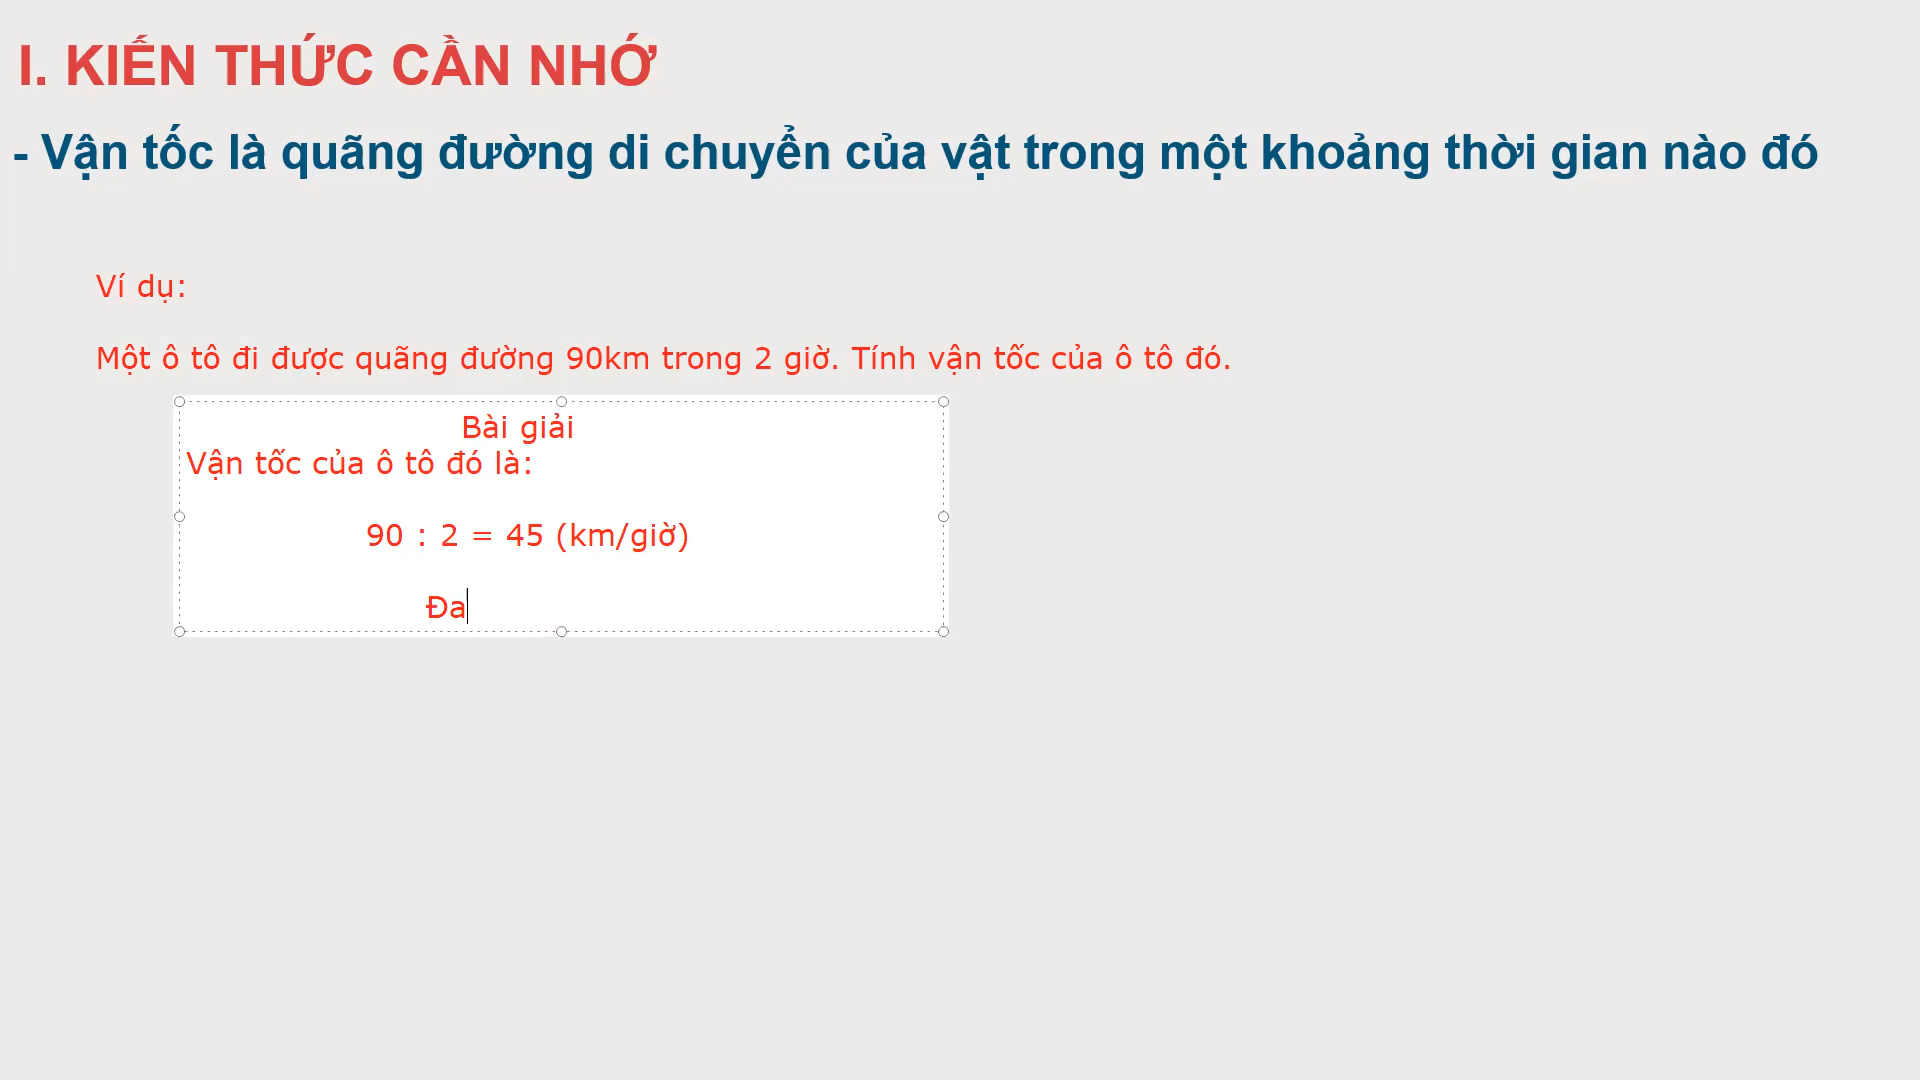 I. KIẾN THỨC CẦN NHỚ
- Vận tốc là quãng đường di chuyển của vật trong một khoảng thời gian nào đó
Ví dụ:
Một ô tô đi được quãng đường 90km trong 2 giờ. Tính vận tốc của ô tô đó.
Bài giải
Vận tốc của ô tô đó là:
90 : 2 = 45 (km/giờ)
Đa